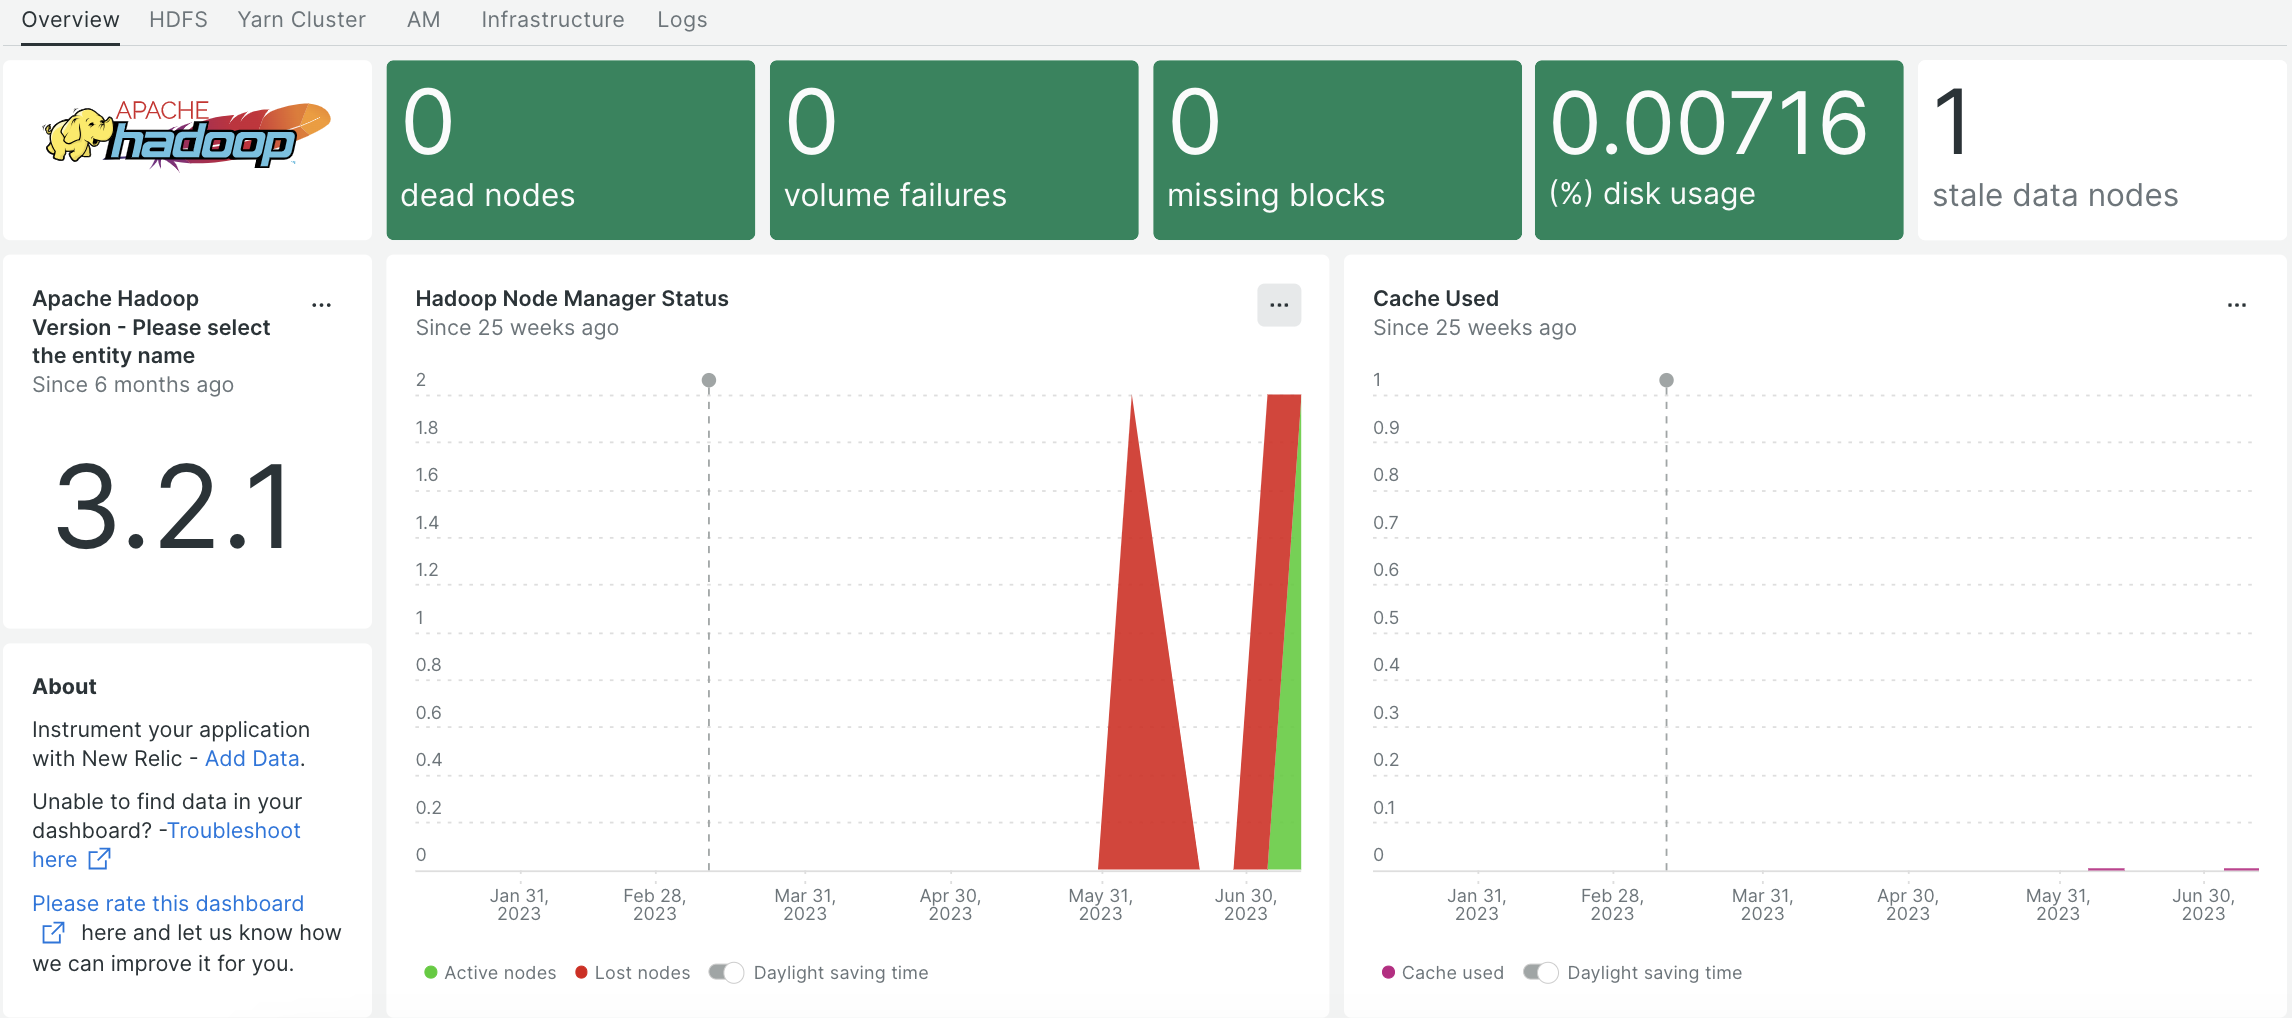 Overview HDFS Yarn Cluster AM Infrastructure Logs
APACHE
hadoop
0
dead nodes
0
volume failures
0
missing blocks
0.00716
(%) disk usage
1
stale data nodes
Apache Hadoop
Version - Please select
the entity name
Since 6 months ago
3.2.1
About
Instrument your application
with New Relic - Add Data.
Unable to find data in your
dashboard? -Troubleshoot
here
Please rate this dashboard
here and let us know how
we can improve it for you.
Hadoop Node Manager Status
Since 25 weeks ago
2
1.8
1.6
1.4
1.2
1
0.8
0.6
0.4
0.2
0
Jan 31,
2023
Feb 28,
2023
Mar 31,
2023
Apr 30,
2023
May 31,
2023
Jun 30,
2023
Active nodes Lost nodes Daylight saving time
Cache Used
Since 25 weeks ago
1
0.9
0.8
0.7
0.6
0.5
0.4
0.3
0.2
0.1
0
Jan 31,
2023
Feb 28,
2023
Mar 31,
2023
Apr 30,
2023
May 31,
2023
Jun 30,
2023
Cache used Daylight saving time